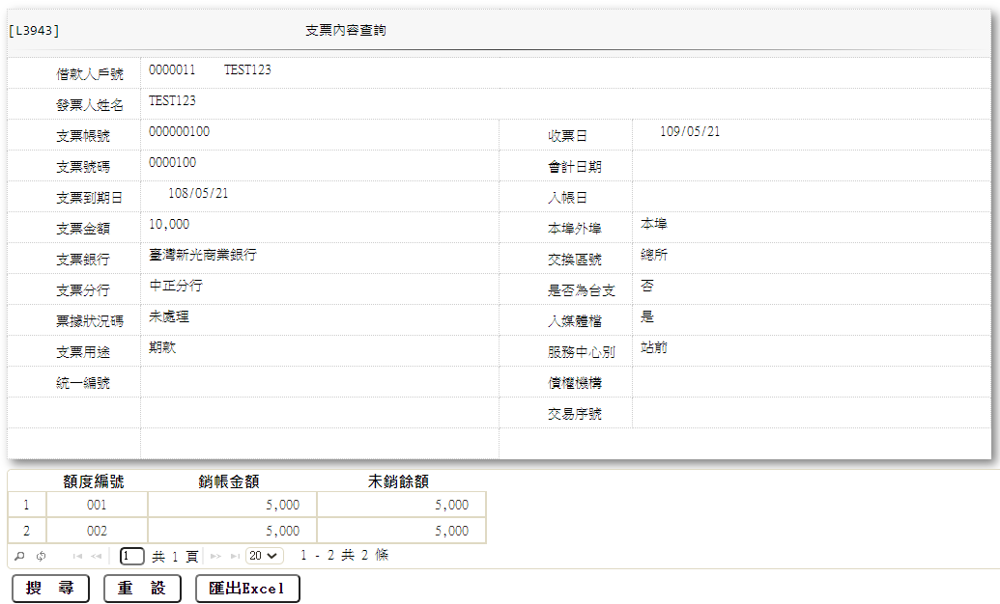 [L3943] 支票內容查詢
借款人戶號 0000011 TEST123
發票人姓名 TEST123
支票帳號 000000100 收票日 109/05/21
支票號碼 0000100 會計日期
支票到期日 108/05/21 入帳日
支票金額 10,000 本埠外埠 本埠
支票銀行 臺灣新光商業銀行 交換區號 總所
支票分行 中正分行 是否為台支 否
票據狀況碼 未處理 入媒體檔 是
支票用途 期款 服務中心別 站前
統一編號 債權機構
交易序號
額度編號 銷帳金額 未銷餘額
1 001 5,000 5,000
2 002 5,000 5,000
1 共 1 頁 20 1 - 2 共 2 條
搜 尋 重 設 匯出Excel